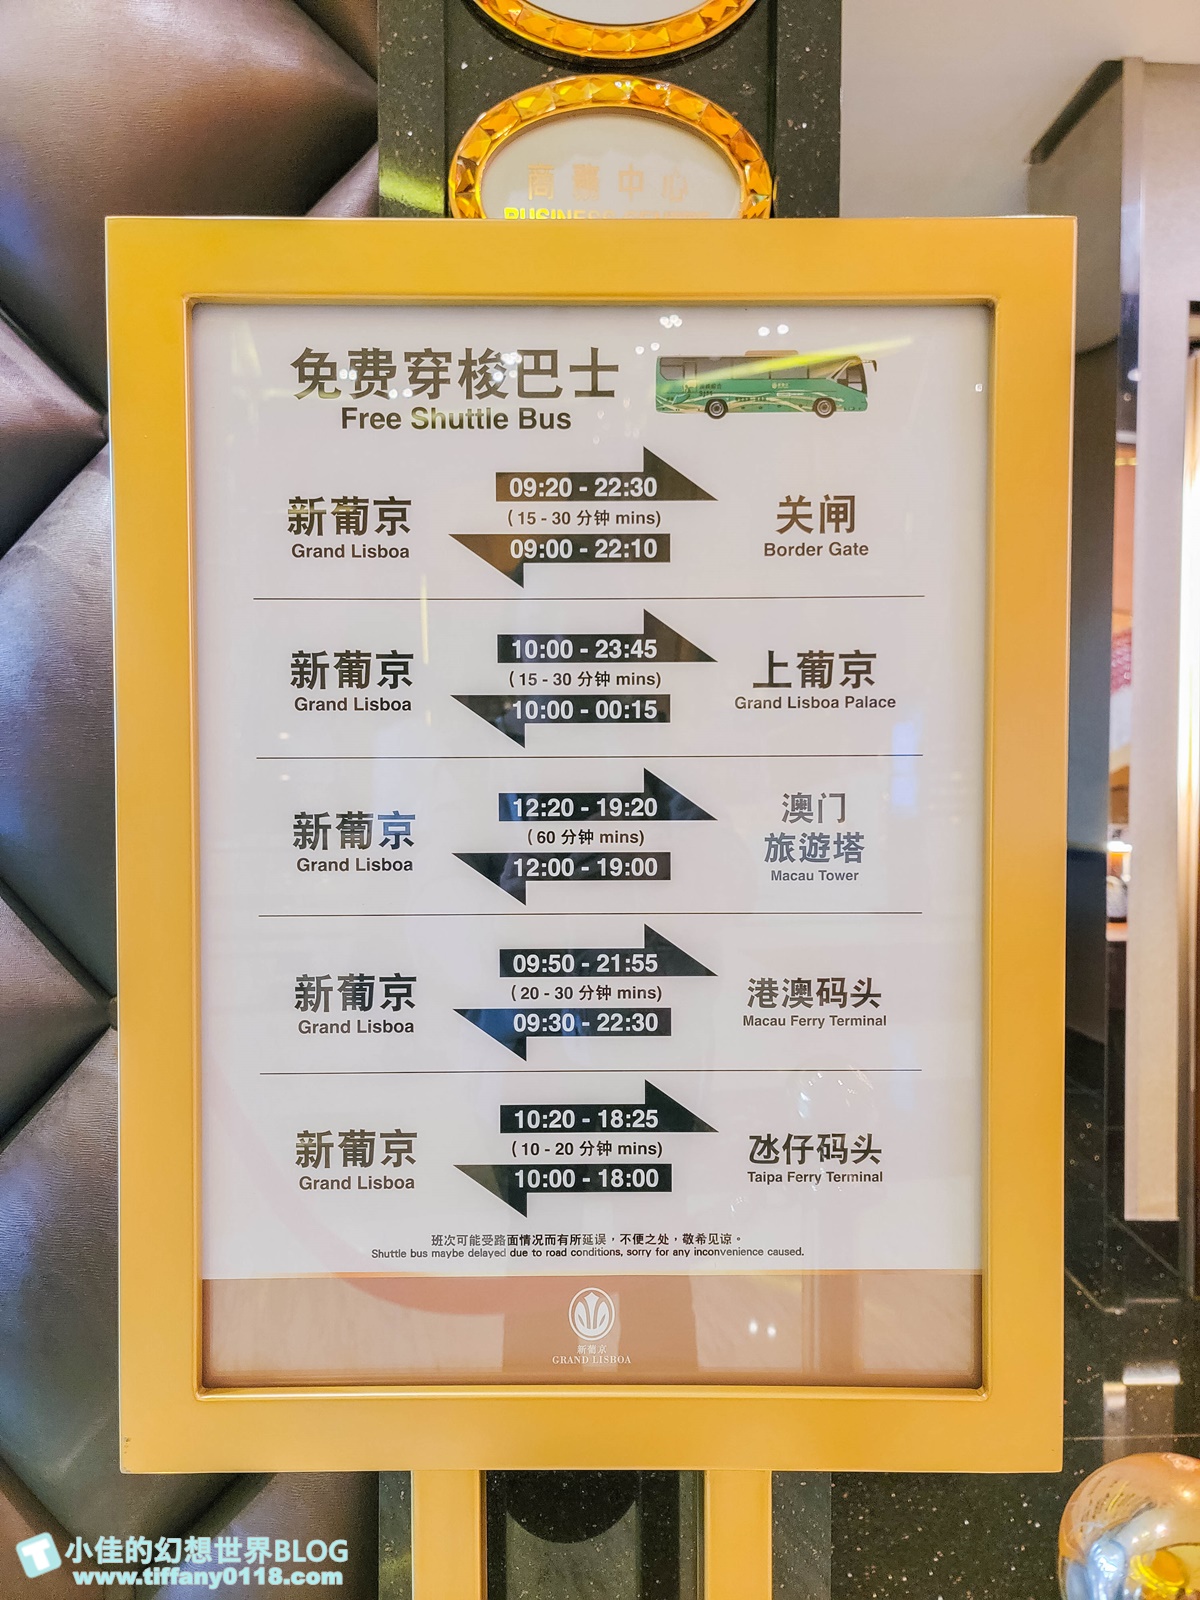 商務中心
BUSINESS CENTRE
免费穿梭巴士
Free Shuttle Bus
新葡京
Grand Lisboa
09:20 - 22:30
(15 - 30 分钟 mins)
09:00 - 22:10
关闸
Border Gate
新葡京
Grand Lisboa
10:00 - 23:45
(15 - 30 分钟 mins)
10:00 - 00:15
上葡京
Grand Lisboa Palace
新葡京
Grand Lisboa
12:20 - 19:20
(60 分钟 mins)
12:00 - 19:00
澳门
旅遊塔
Macau Tower
新葡京
Grand Lisboa
09:50 - 21:55
(20 - 30 分钟 mins)
09:30 - 22:30
港澳码头
Macau Ferry Terminal
新葡京
Grand Lisboa
10:20 - 18:25
(10 - 20 分钟 mins)
10:00 - 18:00
氹仔码头
Taipa Ferry Terminal
班次可能受路面情况而有所延误，不便之处，敬希见谅。
Shuttle bus maybe delayed due to road conditions, sorry for any inconvenience caused.
新葡京
GRAND LISBOA
小佳的幻想世界BLOG
www.tiffany0118.com